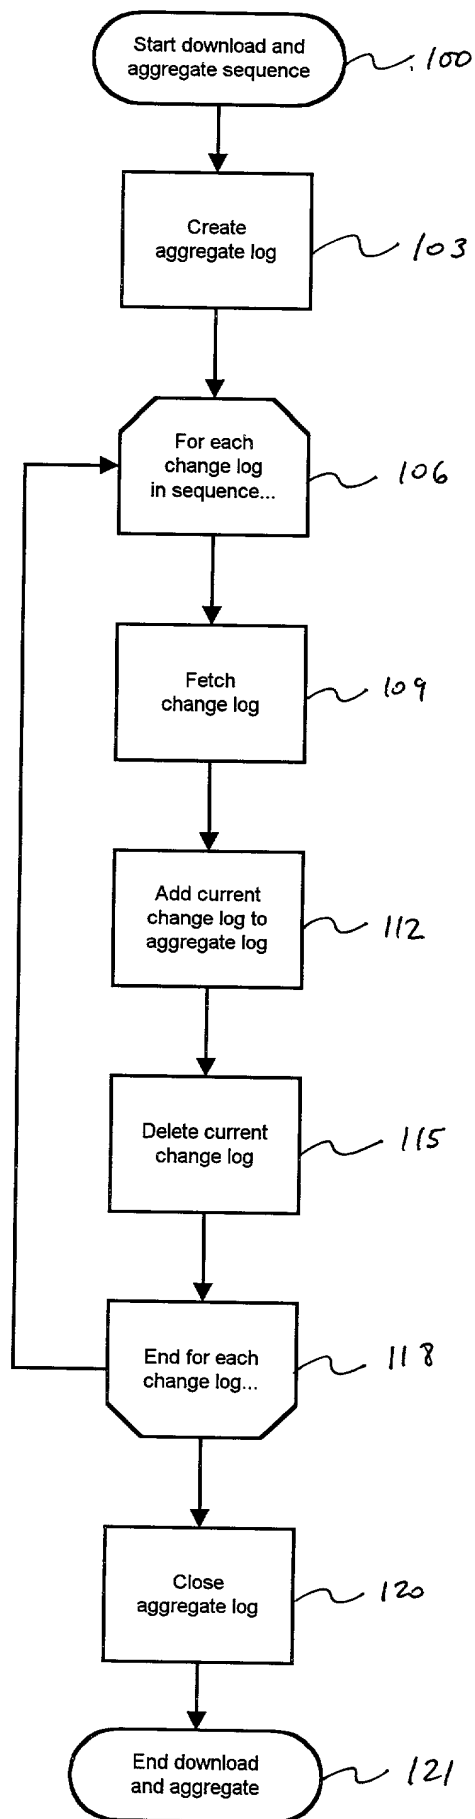 Start download and
aggregate sequence
100
Create
aggregate log
103
For each
change log
in sequence...
106
Fetch
change log
109
Add current
change log to
aggregate log
112
Delete current
change log
115
End for each
change log...
118
Close
aggregate log
120
End download
and aggregate
121